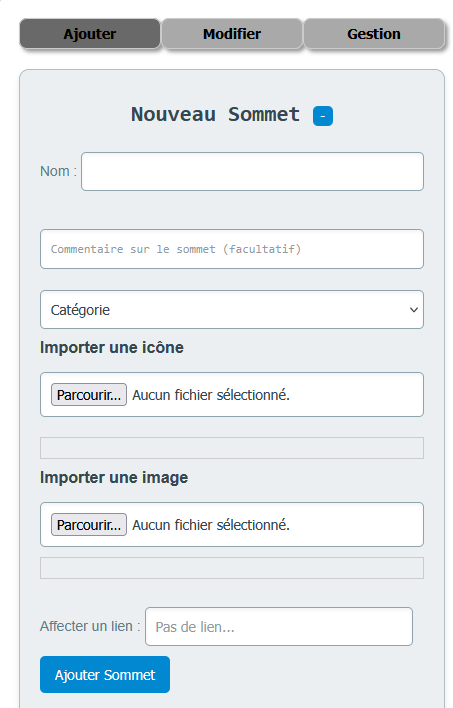 Ajouter Modifier Gestion
Nouveau Sommet -
Nom :
Commentaire sur le sommet (facultatif)
Catégorie
Importer une icône
Parcourir... Aucun fichier sélectionné.
Importer une image
Parcourir... Aucun fichier sélectionné.
Affecter un lien : Pas de lien...
Ajouter Sommet